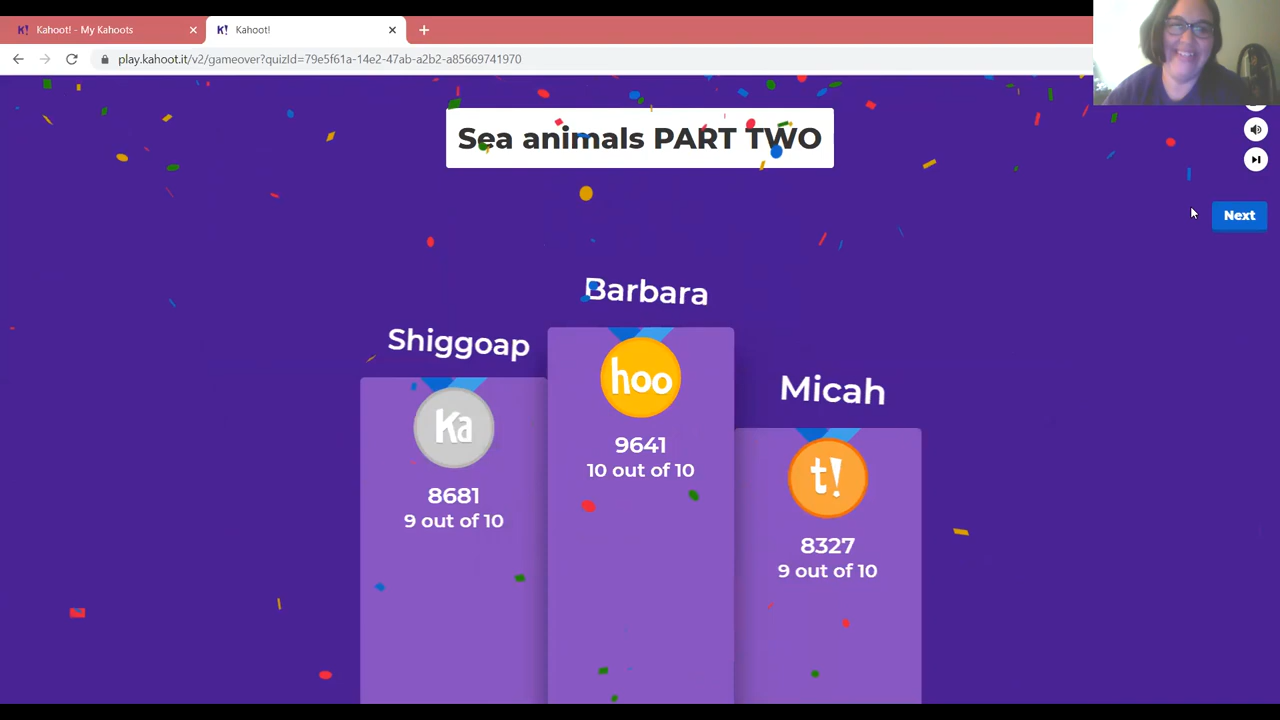 Kahoot! - My Kahoots
Kahoot!
play.kahoot.it/v2/gameover?quizId=79e5f61a-14e2-47ab-a2b2-a85669741970
Sea animals PART TWO
Next
Barbara
hoo
9641
10 out of 10
Shiggoap
Ka
8681
9 out of 10
Micah
t!
8327
9 out of 10